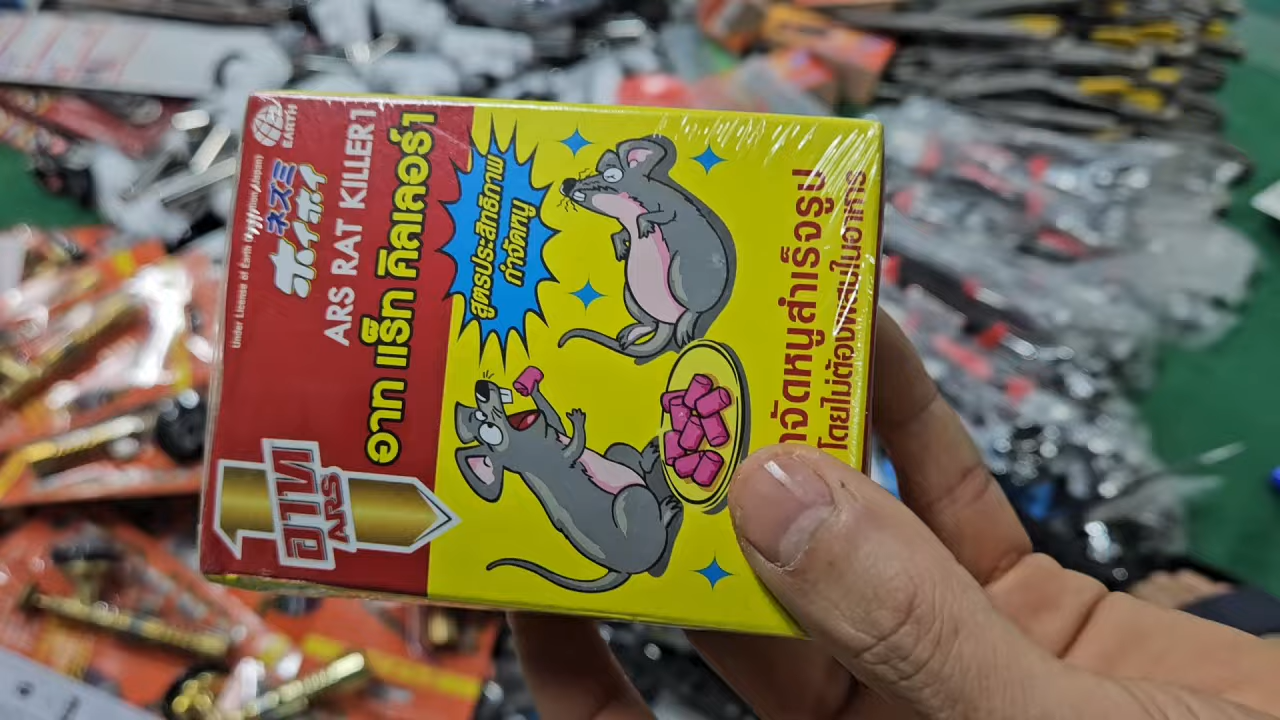 EARTH
Under License of Earth
ネズミ
ホイホイ
ARS RAT KILLER 1
อาท แร็ท คิลเลอร์ 1
สูตรประสิทธิภาพ
กำจัดหนู
อาท
ARS
กำจัดหนูสำเร็จรูป
โดยไม่ต้องผสมในอาหาร